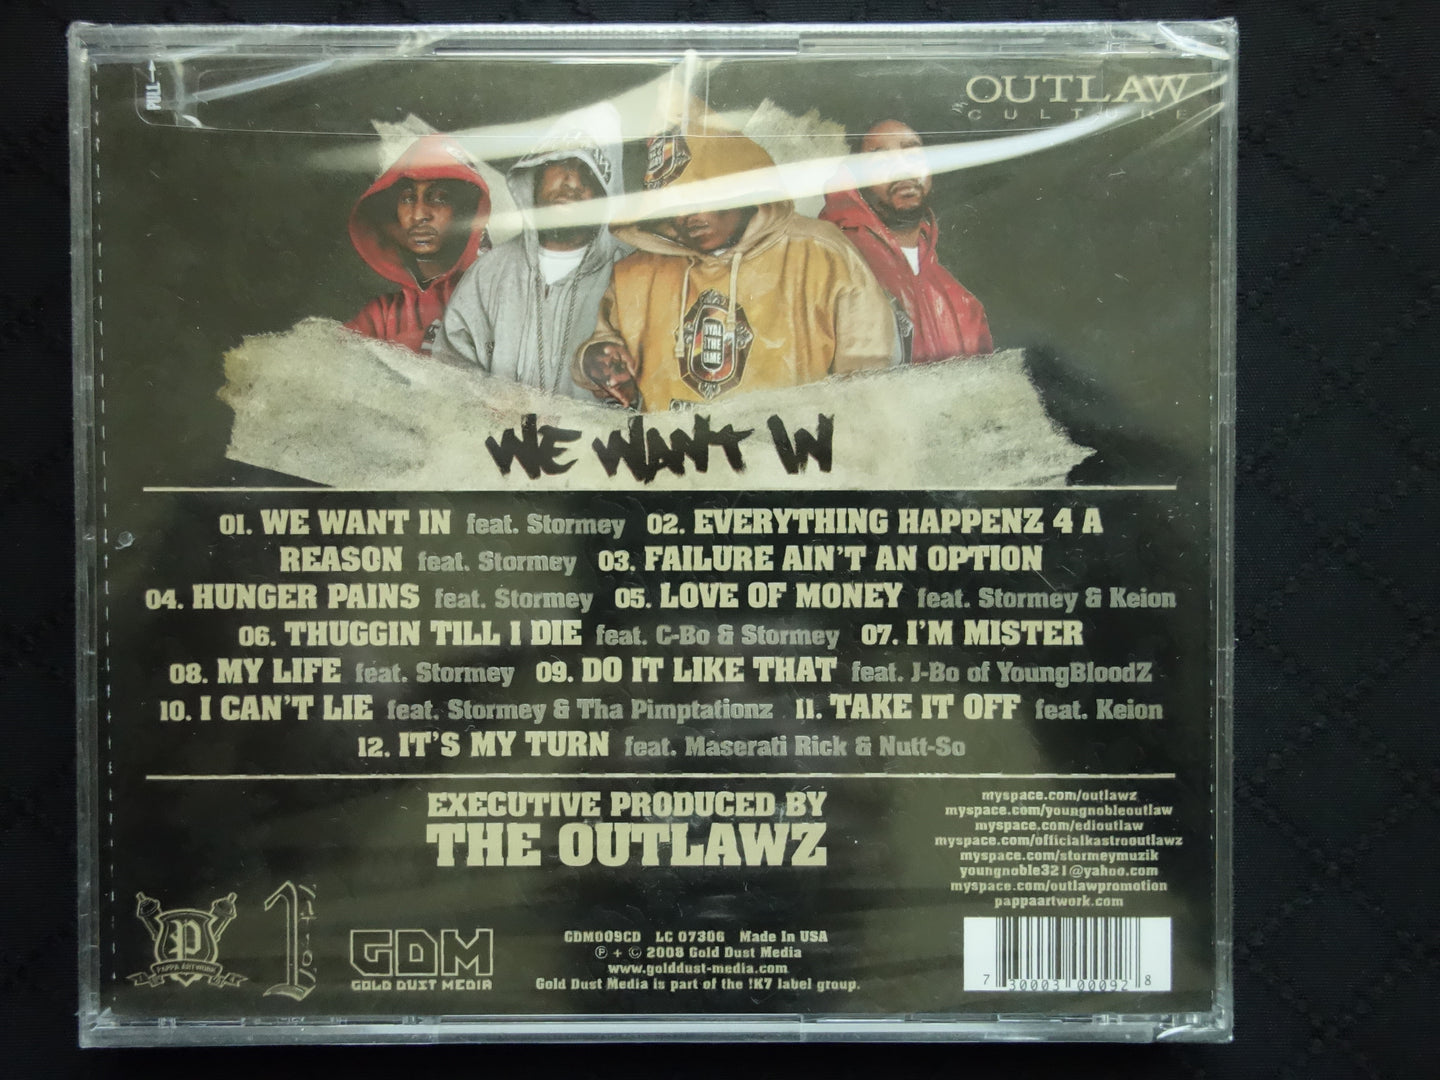 PULL
OUTLAW
CULTURE
OYAL
THE
GAME
WE WANT IN
01. WE WANT IN feat. Stormey 02. EVERYTHING HAPPENZ 4 A
REASON feat. Stormey 03. FAILURE AIN'T AN OPTION
04. HUNGER PAINS feat. Stormey 05. LOVE OF MONEY feat. Stormey & Keion
06. THUGGIN TILL I DIE feat. C-Bo & Stormey 07. I'M MISTER
08. MY LIFE feat. Stormey 09. DO IT LIKE THAT feat. J-Bo of YoungBloodZ
10. I CAN'T LIE feat. Stormey & Tha Pimptationz 11. TAKE IT OFF feat. Keion
12. IT'S MY TURN feat. Maserati Rick & Nutt-So
EXECUTIVE PRODUCED BY
THE OUTLAWZ
myspace.com/outlawz
myspace.com/youngnobleoutlaw
myspace.com/edioutlaw
myspace.com/officialkastrooutlawz
myspace.com/stormeymuzik
youngnoble321@yahoo.com
myspace.com/outlawpromotion
pappaartwork.com
P
PAPPA ARTWORK
GDM
GOLD DUST MEDIA
GDM009CD LC 07306 Made In USA
℗ + © 2008 Gold Dust Media
www.golddust-media.com
Gold Dust Media is part of the !K7 label group.
7 30003 00092 8